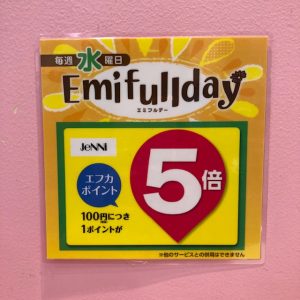 毎週水曜日
Emifullday
エミフルデー
JeNNi
エフカ
ポイント
100円につき
1ポイントが
5倍
※他のサービスとの併用はできません